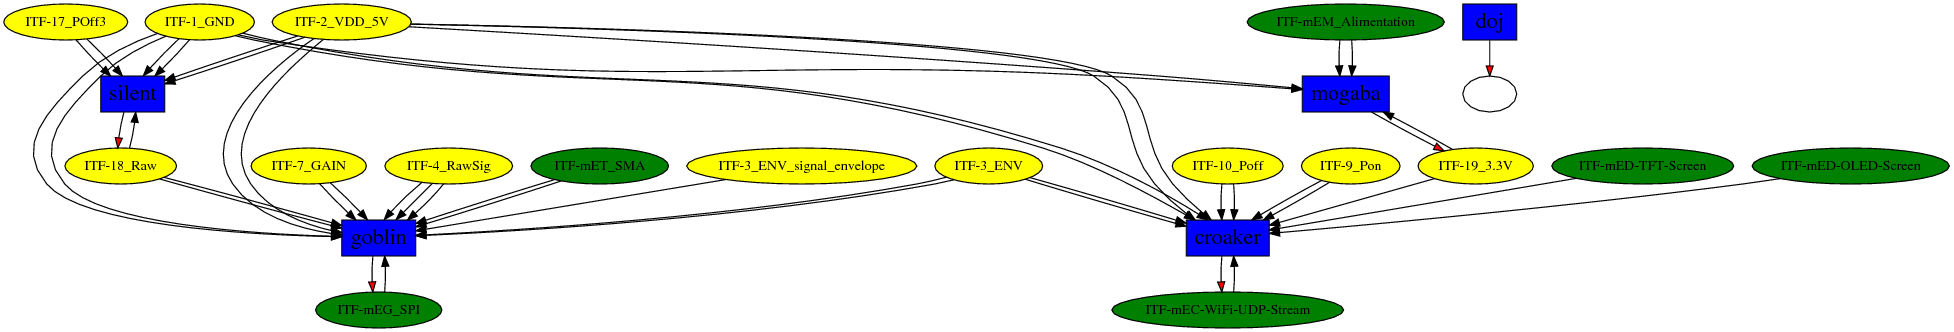 ITF-17_POff3
ITF-1_GND
ITF-2_VDD_5V
ITF-mEM_Alimentation
doj
silent
mogaba
ITF-18_Raw
ITF-7_GAIN
ITF-4_RawSig
ITF-mET_SMA
ITF-3_ENV_signal_envelope
ITF-3_ENV
ITF-10_Poff
ITF-9_Pon
ITF-19_3.3V
ITF-mED-TFT-Screen
ITF-mED-OLED-Screen
goblin
croaker
ITF-mEG_SPI
ITF-mEC-WiFi-UDP-Stream